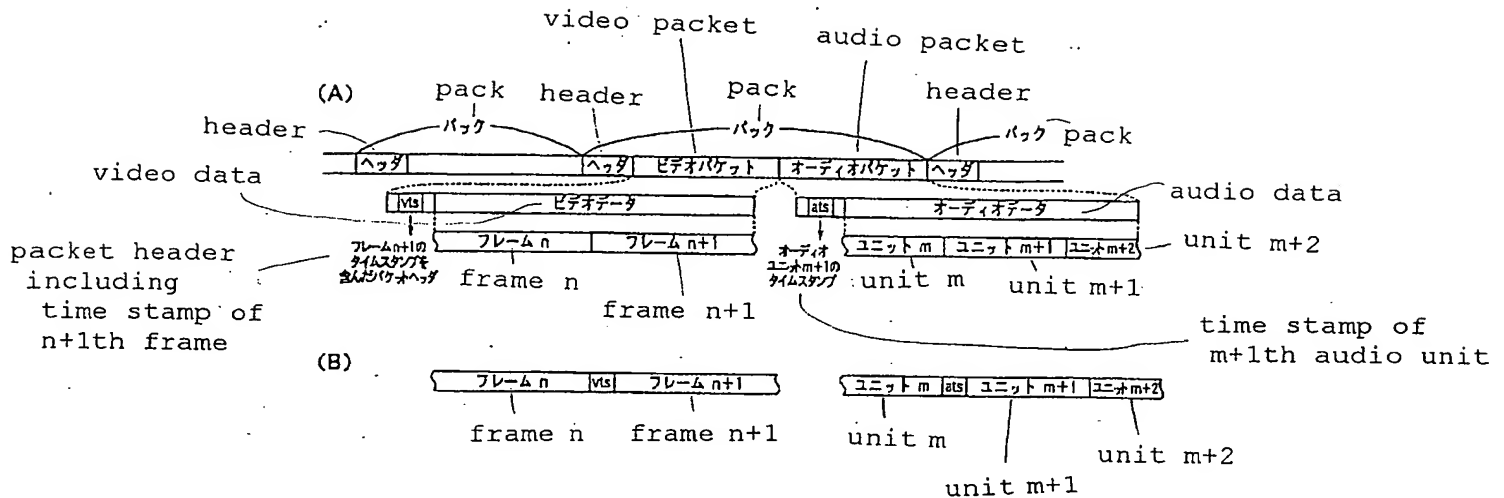 video packet
audio packet
(A)
pack
header
pack
header
header
パック
パック
パック
pack
ヘッダ
ヘッダ
ビデオパケット
オーディオパケット
ヘッダ
video data
audio data
vts
ビデオデータ
ats
オーディオデータ
フレームn
フレームn+1
ユニットm
ユニットm+1
ユニットm+2
unit m+2
フレームn+1の
タイムスタンプを
含んだパケットヘッダ
オーディオ
ユニットm+1の
タイムスタンプ
packet header
including
time stamp of
n+1th frame
frame n
frame n+1
unit m
unit m+1
time stamp of
m+1th audio unit
(B)
フレームn
vts
フレームn+1
ユニットm
ats
ユニットm+1
ユニットm+2
frame n
frame n+1
unit m
unit m+1
unit m+2